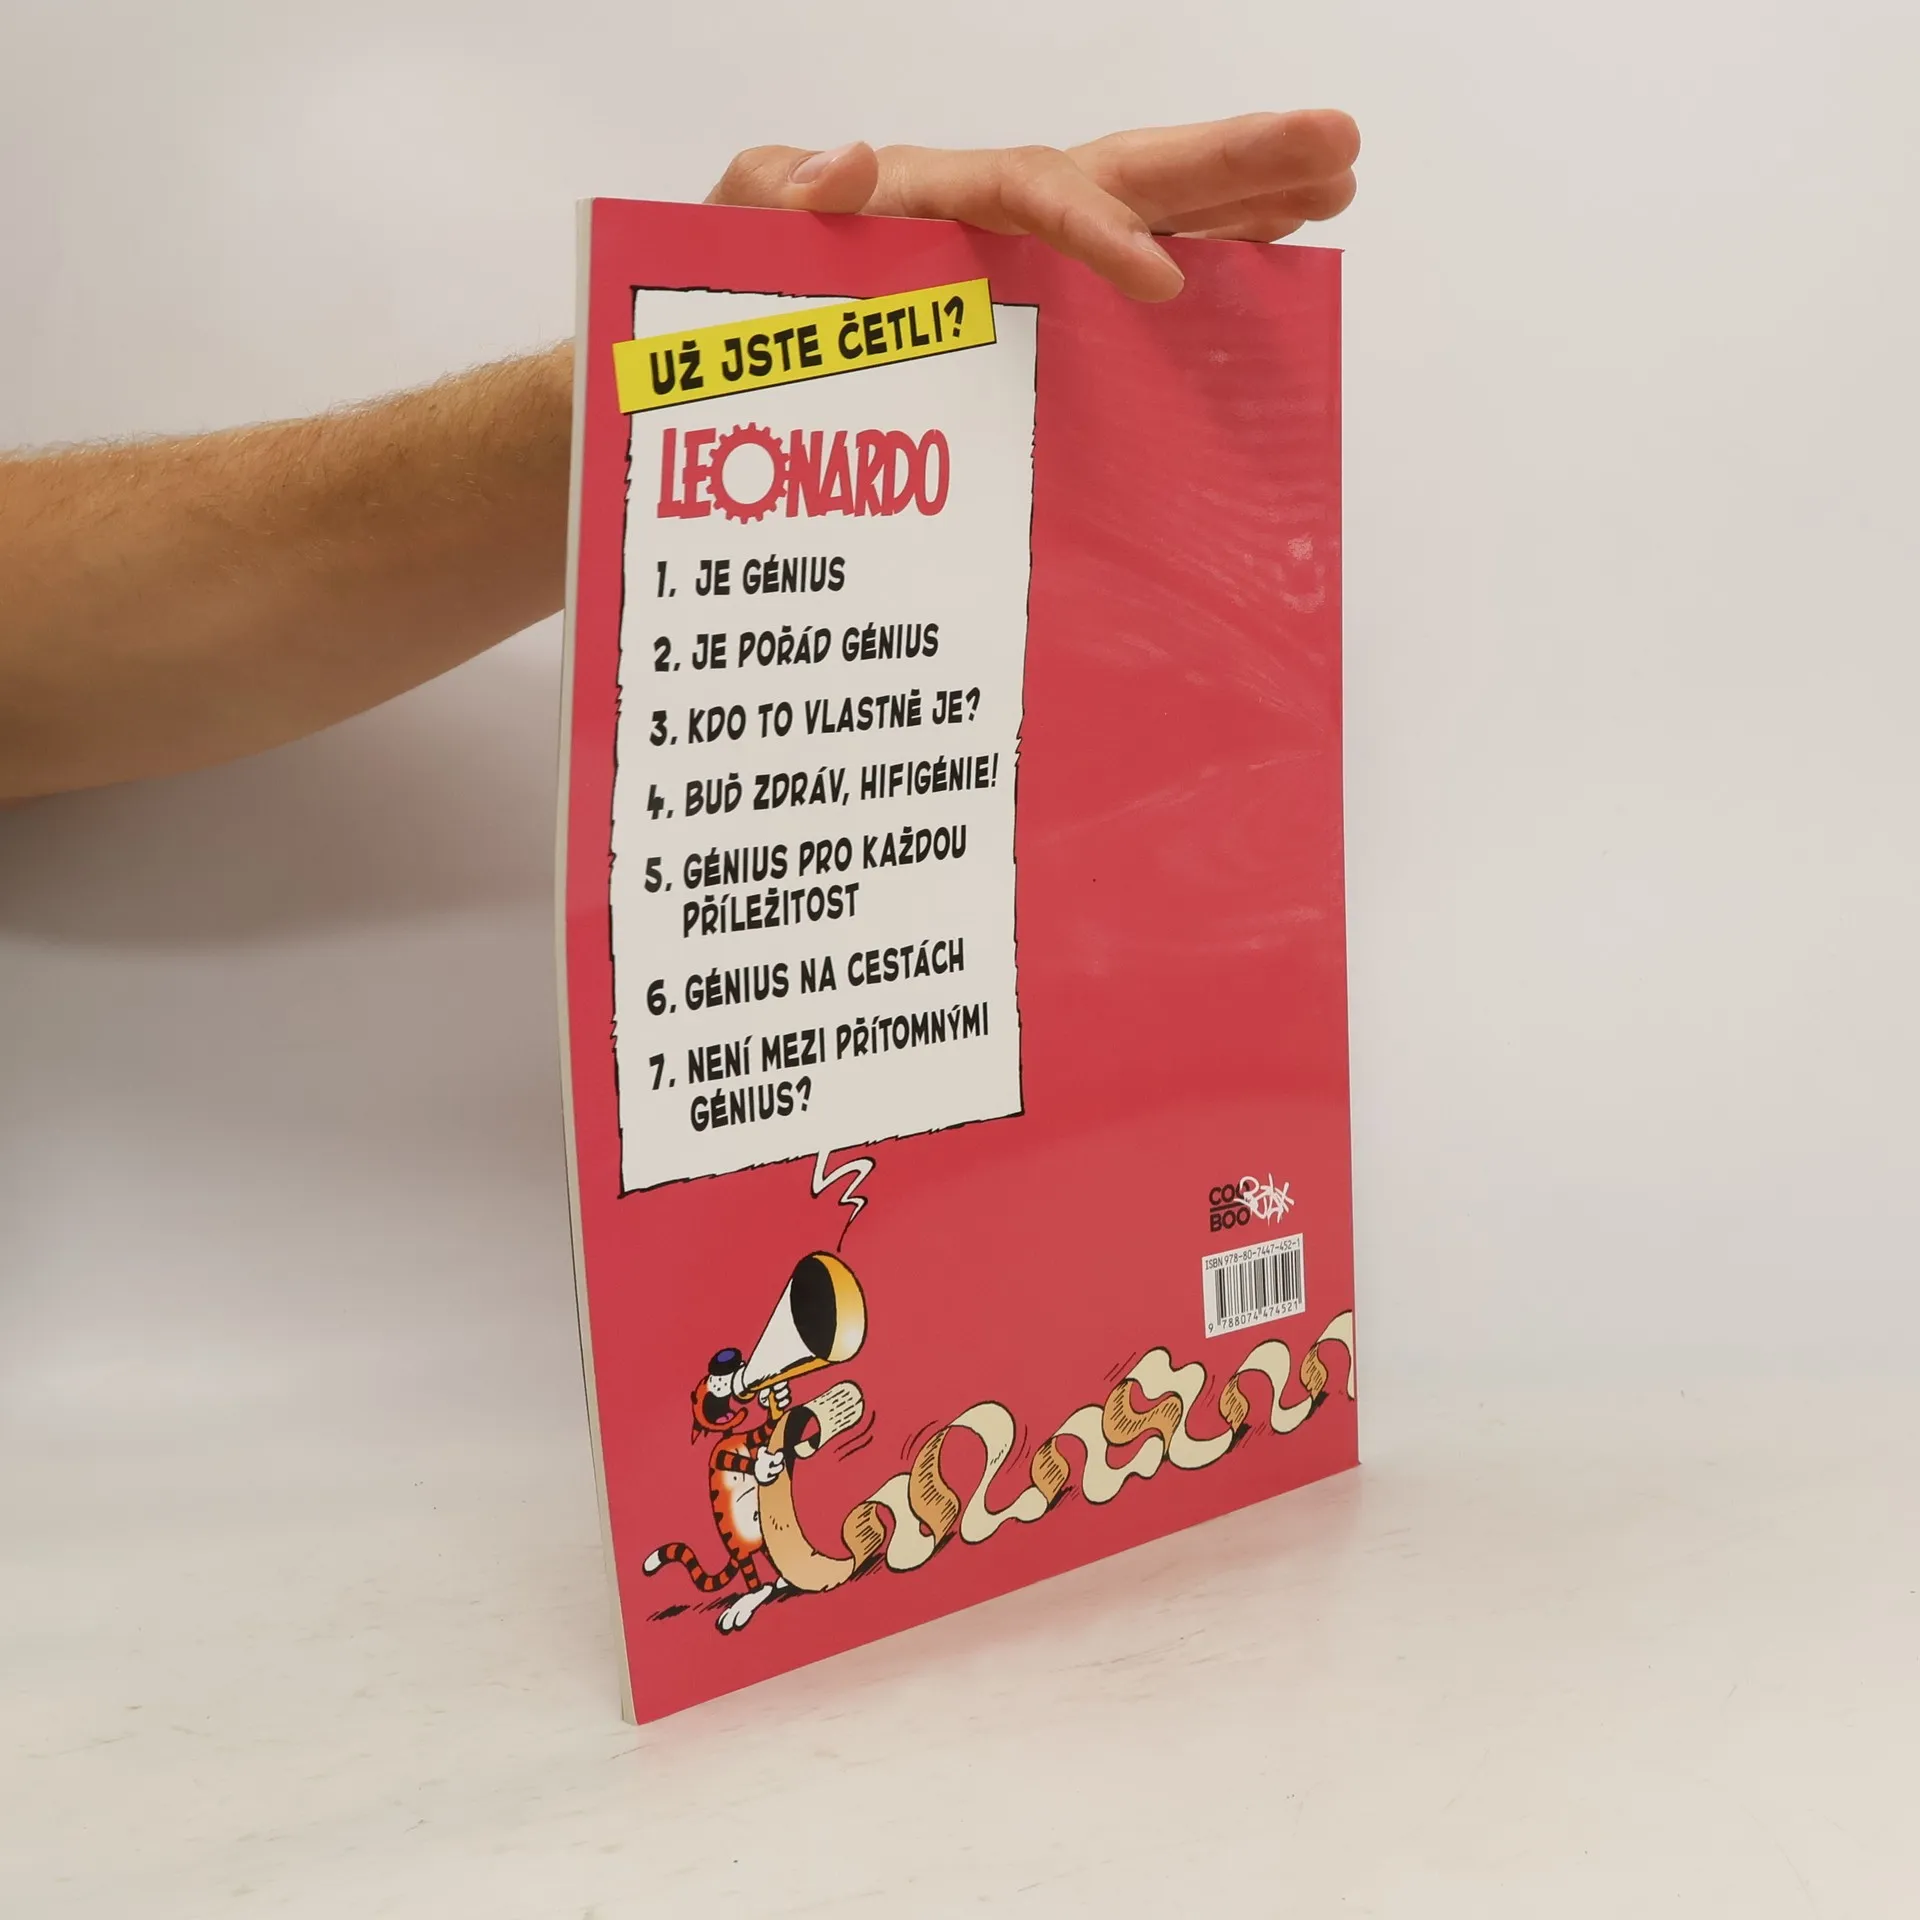 UŽ JSTE ČETLI?
LEONARDO
1. JE GÉNIUS
2. JE POŘÁD GÉNIUS
3. KDO TO VLASTNĚ JE?
4. BUĎ ZDRÁV, HIFIGÉNIE!
5. GÉNIUS PRO KAŽDOU
PŘÍLEŽITOST
6. GÉNIUS NA CESTÁCH
7. NENÍ MEZI PŘÍTOMNÝMI
GÉNIUS?
COO
BOO
ISBN 978-80-7447-452-1
9 788074 474521